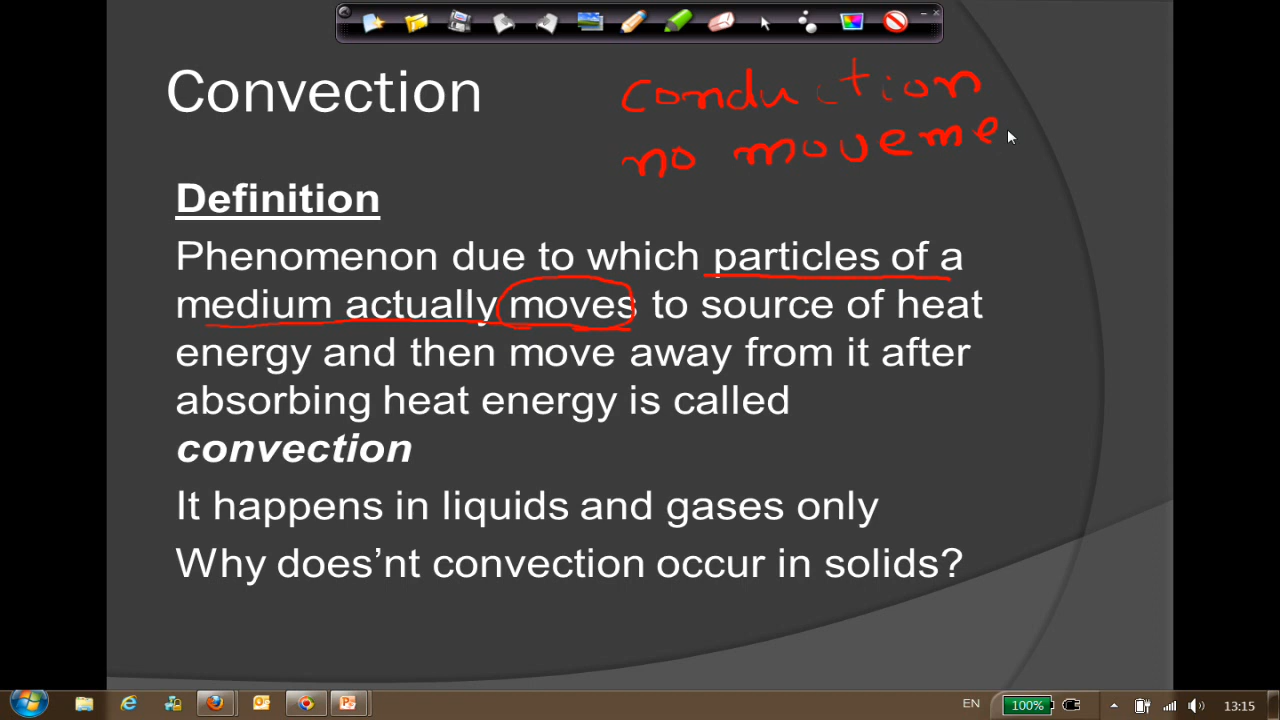 Convection
conduction
no moveme
Definition
Phenomenon due to which particles of a
medium actually moves to source of heat
energy and then move away from it after
absorbing heat energy is called
convection
It happens in liquids and gases only
Why does’nt convection occur in solids?
EN
100%
13:15